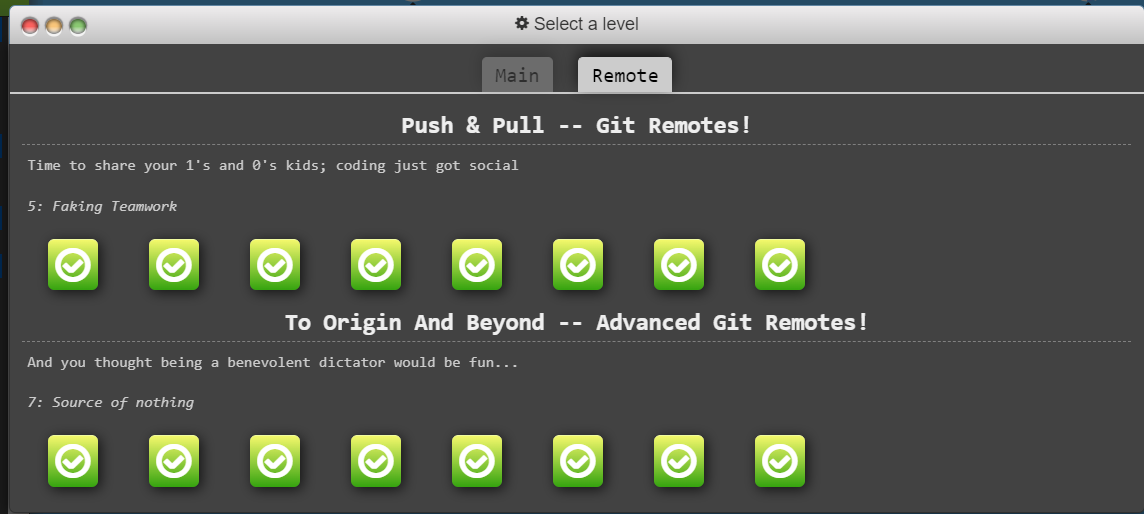 Select a level
Main
Remote
Push & Pull -- Git Remotes!
Time to share your 1's and 0's kids; coding just got social
5: Faking Teamwork
To Origin And Beyond -- Advanced Git Remotes!
And you thought being a benevolent dictator would be fun...
7: Source of nothing